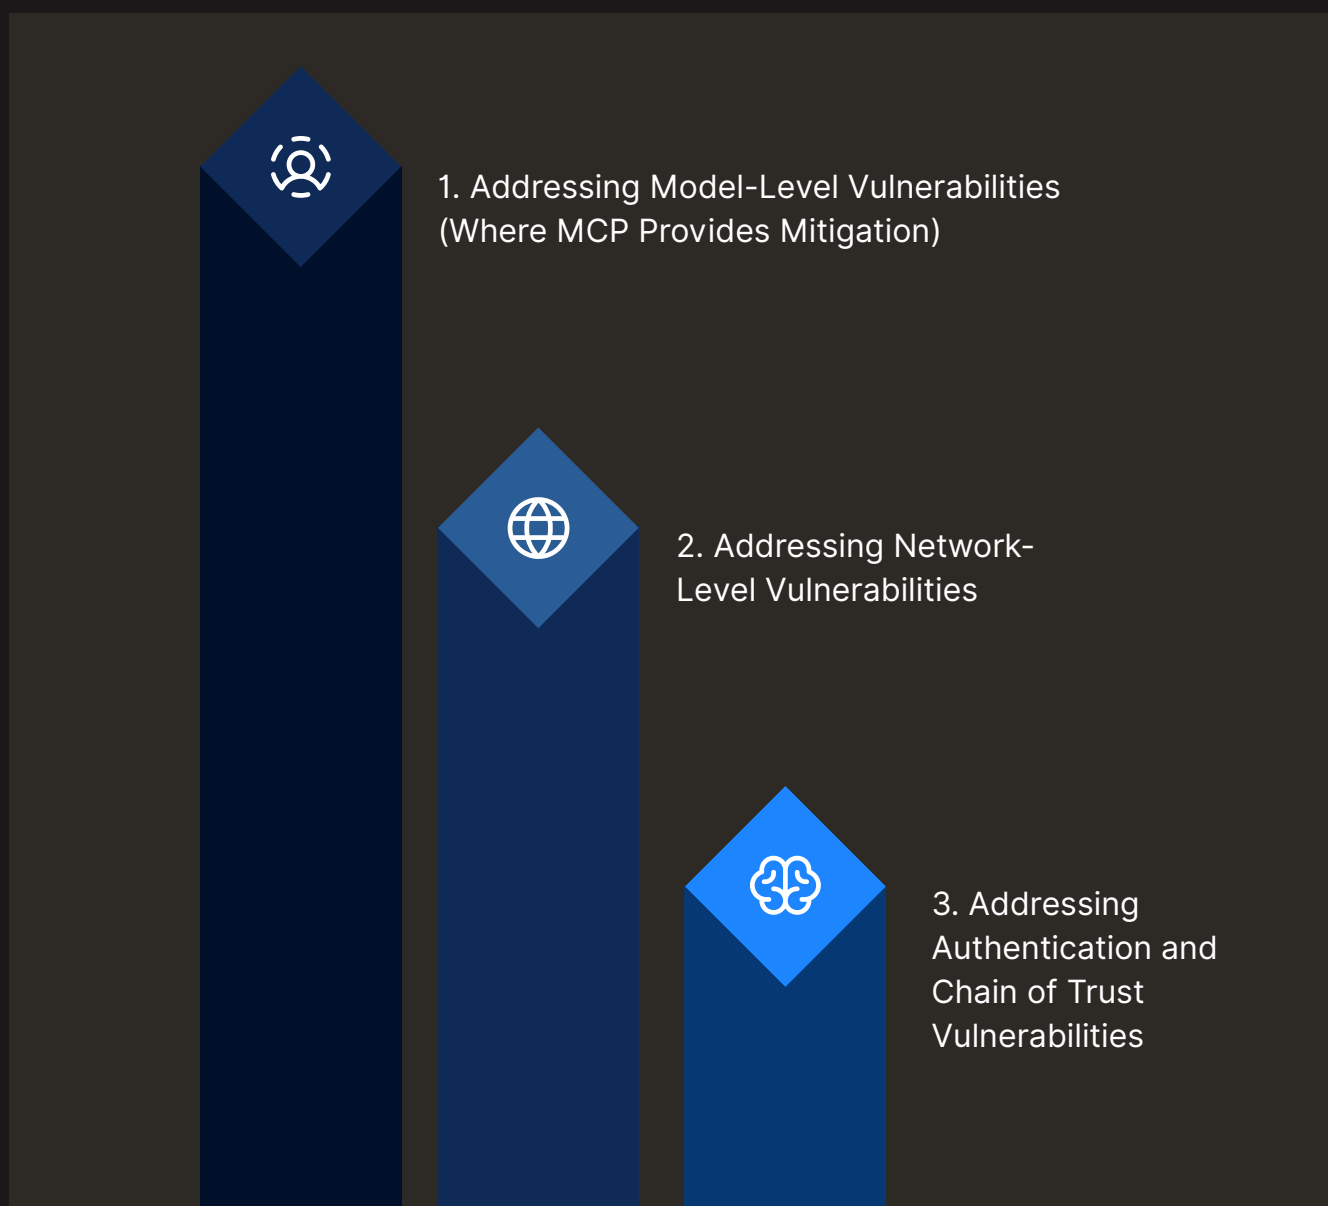 1. Addressing Model-Level Vulnerabilities
(Where MCP Provides Mitigation)
2. Addressing Network-
Level Vulnerabilities
3. Addressing
Authentication and
Chain of Trust
Vulnerabilities